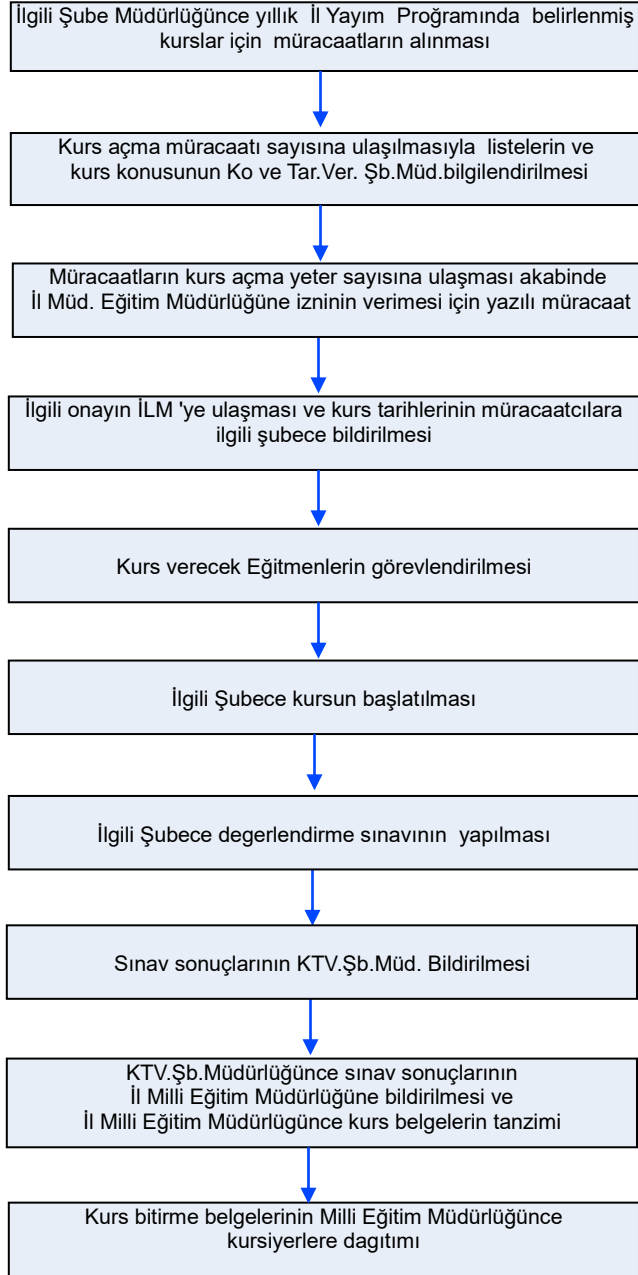 İlgili Şube Müdürlüğünce yıllık İl Yayım Proğramında belirlenmiş
kurslar için müracaatların alınması
Kurs açma müracaatı sayısına ulaşılmasıyla listelerin ve
kurs konusunun Ko ve Tar.Ver. Şb.Müd.bilgilendirilmesi
Müracaatların kurs açma yeter sayısına ulaşması akabinde
İl Müd. Eğitim Müdürlüğüne izninin verimesi için yazılı müracaat
İlgili onayın İLM 'ye ulaşması ve kurs tarihlerinin müracaatcılara
ilgili şubece bildirilmesi
Kurs verecek Eğitmenlerin görevlendirilmesi
İlgili Şubece kursun başlatılması
İlgili Şubece degerlendirme sınavının yapılması
Sınav sonuçlarının KTV.Şb.Müd. Bildirilmesi
KTV.Şb.Müdürlüğünce sınav sonuçlarının
İl Milli Eğitim Müdürlüğüne bildirilmesi ve
İl Milli Eğitim Müdürlügünce kurs belgelerin tanzimi
Kurs bitirme belgelerinin Milli Eğitim Müdürlüğünce
kursiyerlere dagıtımı